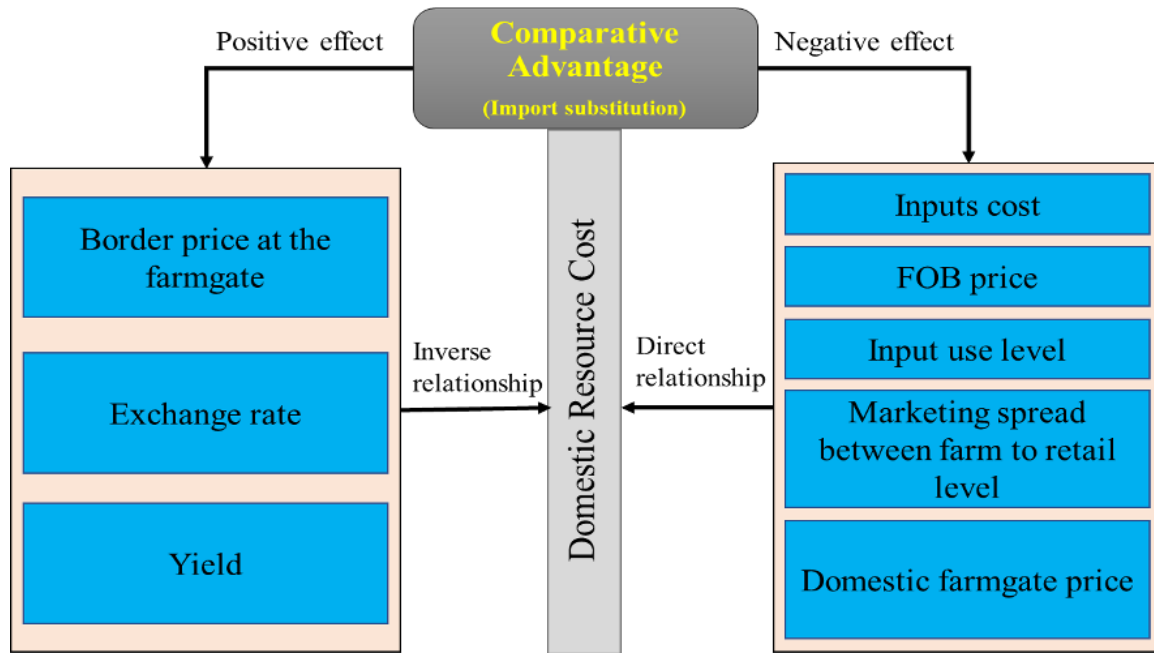 Positive effect
Comparative
Advantage
(Import substitution)
Negative effect
Border price at the
farmgate
Exchange rate
Yield
Inverse
relationship
Domestic Resource Cost
Direct
relationship
Inputs cost
FOB price
Input use level
Marketing spread
between farm to retail
level
Domestic farmgate price